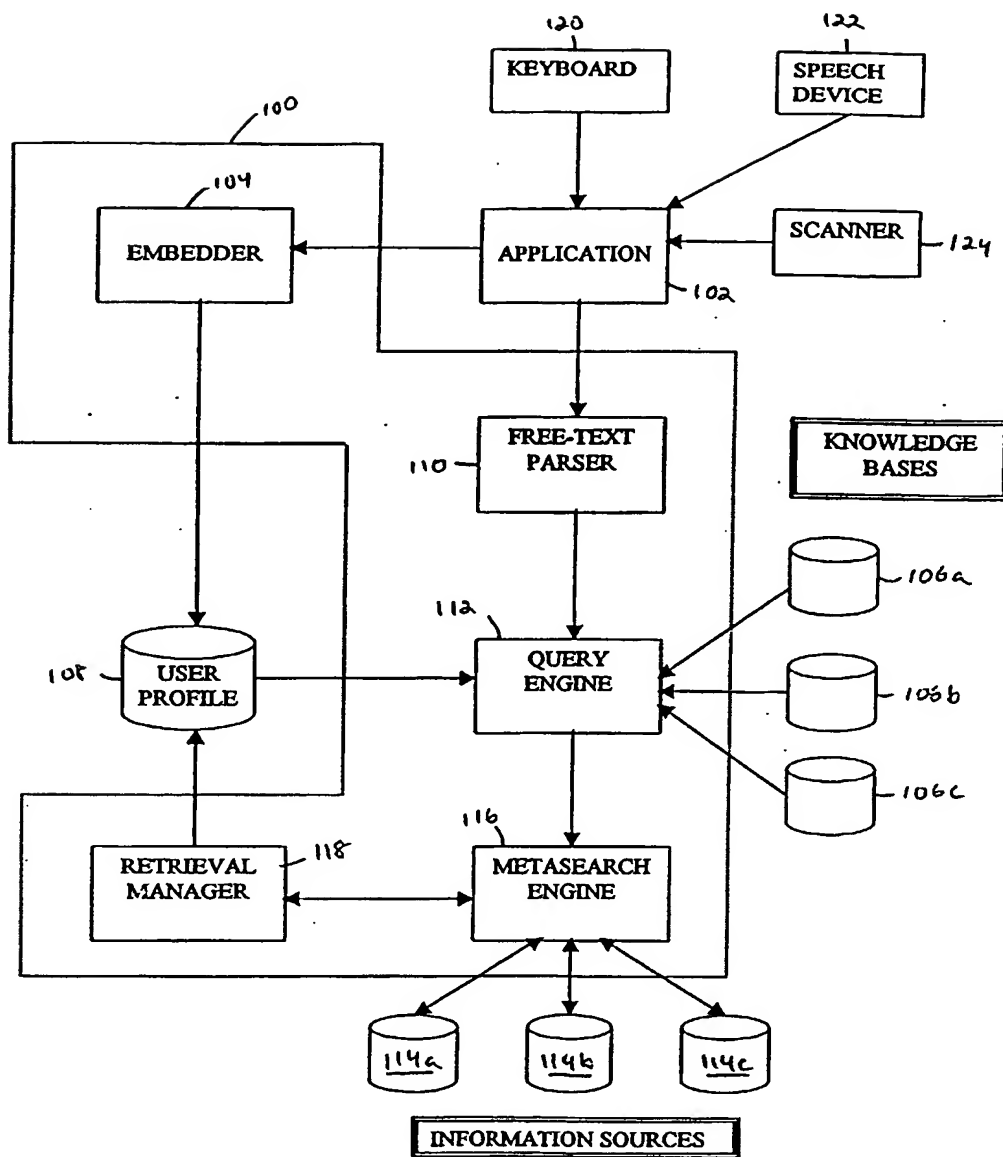 120
122
KEYBOARD
SPEECH
DEVICE
100
104
EMBEDDER
APPLICATION
SCANNER
124
102
FREE-TEXT
PARSER
110
KNOWLEDGE
BASES
106a
112
108
USER
PROFILE
QUERY
ENGINE
106b
106c
116
RETRIEVAL
MANAGER
118
METASEARCH
ENGINE
114a
114b
114c
INFORMATION SOURCES